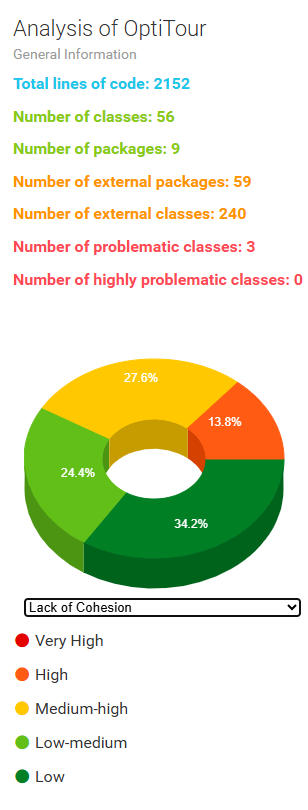 Analysis of OptiTour
General Information
Total lines of code: 2152
Number of classes: 56
Number of packages: 9
Number of external packages: 59
Number of external classes: 240
Number of problematic classes: 3
Number of highly problematic classes: 0
27.6%
13.8%
24.4%
34.2%
Lack of Cohesion
Very High
High
Medium-high
Low-medium
Low